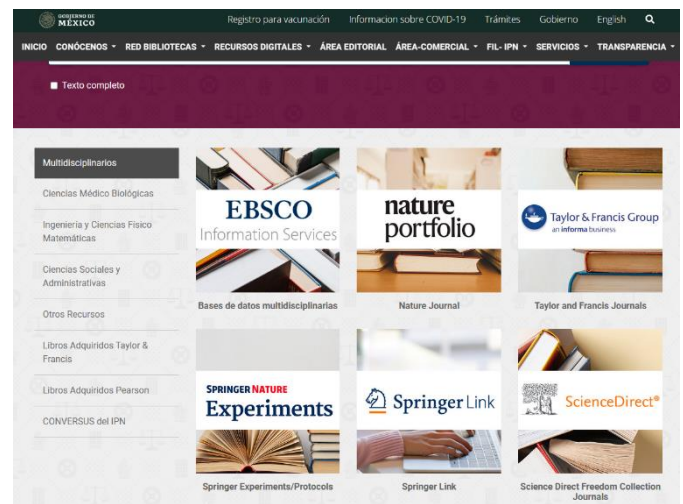 GOBIERNO DE
MÉXICO
Registro para vacunación Informacion sobre COVID-19 Trámites Gobierno English
INICIO CONÓCENOS RED BIBLIOTECAS RECURSOS DIGITALES ÁREA EDITORIAL ÁREA-COMERCIAL FIL- IPN SERVICIOS TRANSPARENCIA
Texto completo
Multidisciplinarios
Ciencias Médico Biológicas
Ingeniería y Ciencias Físico
Matemáticas
Ciencias Sociales y
Administrativas
Otros Recursos
Libros Adquiridos Taylor &
Francis
Libros Adquiridos Pearson
CONVERSUS del IPN
EBSCO
Information Services
Bases de datos multidisciplinarias
nature
portfolio
Nature Journal
Taylor & Francis Group
an informa business
Taylor and Francis Journals
SPRINGER NATURE
Experiments
Springer Experiments/Protocols
Springer Link
Springer Link
ScienceDirect®
Science Direct Freedom Collection
Journals